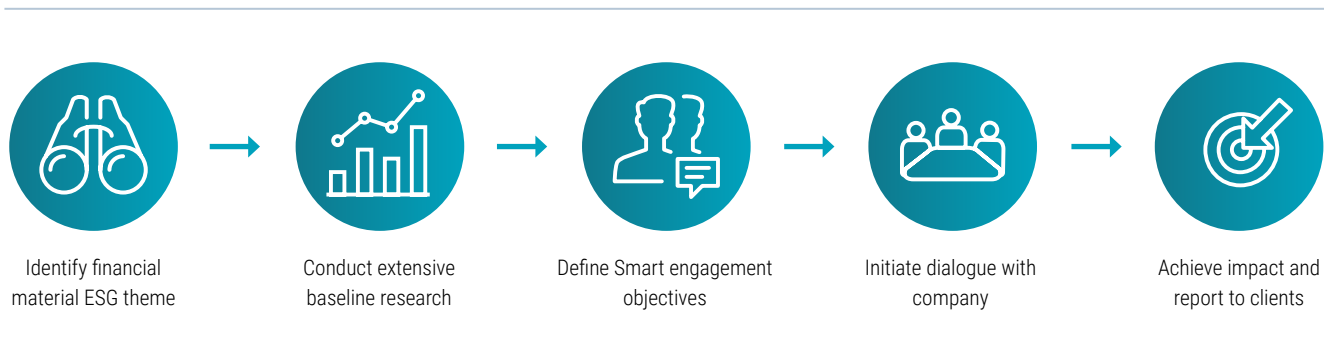 Identify financial
material ESG theme
Conduct extensive
baseline research
Define Smart engagement
objectives
Initiate dialogue with
company
Achieve impact and
report to clients